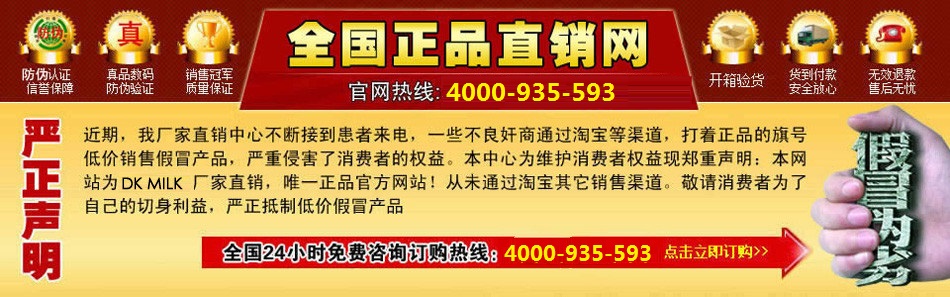 全国正品直销网
官网热线: 4000-935-593
防伪
防伪认证
信誉保障
真
真品数码
防伪验证
销售冠军
质量保证
开箱验货
货到付款
安全放心
无效退款
售后无忧
严正声明
近期，我厂家直销中心不断接到患者来电，一些不良奸商通过淘宝等渠道，打着正品的旗号
低价销售假冒产品，严重侵害了消费者的权益。本中心为维护消费者权益现郑重声明：本网
站为DK MILK 厂家直销，唯一正品官方网站！从未通过淘宝其它销售渠道。敬请消费者为了
自己的切身利益，严正抵制低价假冒产品
假冒为劣
全国24小时免费咨询订购热线: 4000-935-593 点击立即订购>>